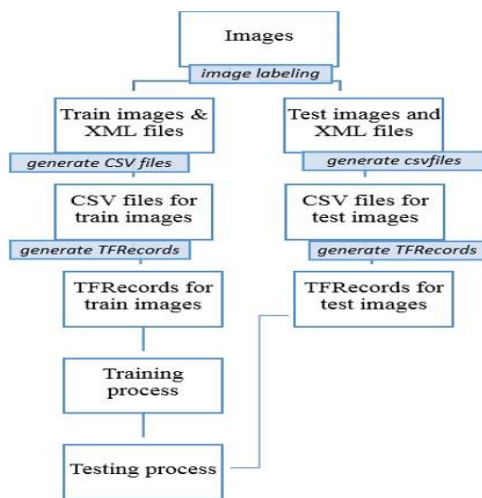 Images
image labeling
Train images &
XML files
Test images and
XML files
generate CSV files
generate csvfiles
CSV files for
train images
CSV files for
test images
generate TFRecords
generate TFRecords
TFRecords for
train images
TFRecords for
test images
Training
process
Testing process